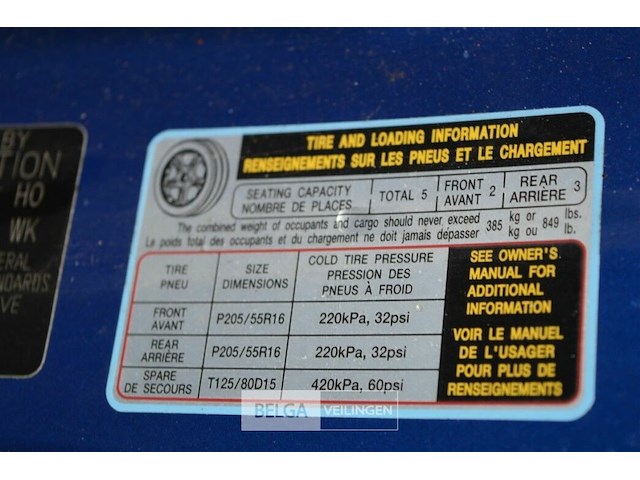 BY
TION
HO
WK
ERAL
NDARDS
VE
TIRE AND LOADING INFORMATION
RENSEIGNEMENTS SUR LES PNEUS ET LE CHARGEMENT
SEATING CAPACITY
NOMBRE DE PLACES
TOTAL 5
FRONT
AVANT 2
REAR
ARRIÈRE 3
The combined weight of occupants and cargo should never exceed 385 kg or 849 lbs.
Le poids total des occupants et du chargement ne doit jamais dépasser kg ou lb.
TIRE
PNEU
SIZE
DIMENSIONS
COLD TIRE PRESSURE
PRESSION DES
PNEUS À FROID
FRONT
AVANT
P205/55R16
220kPa, 32psi
REAR
ARRIÈRE
P205/55R16
220kPa, 32psi
SPARE
DE SECOURS
T125/80D15
420kPa, 60psi
SEE OWNER'S
MANUAL FOR
ADDITIONAL
INFORMATION
VOIR LE MANUEL
DE L'USAGER
POUR PLUS DE
RENSEIGNEMENTS
BELGA VEILINGEN